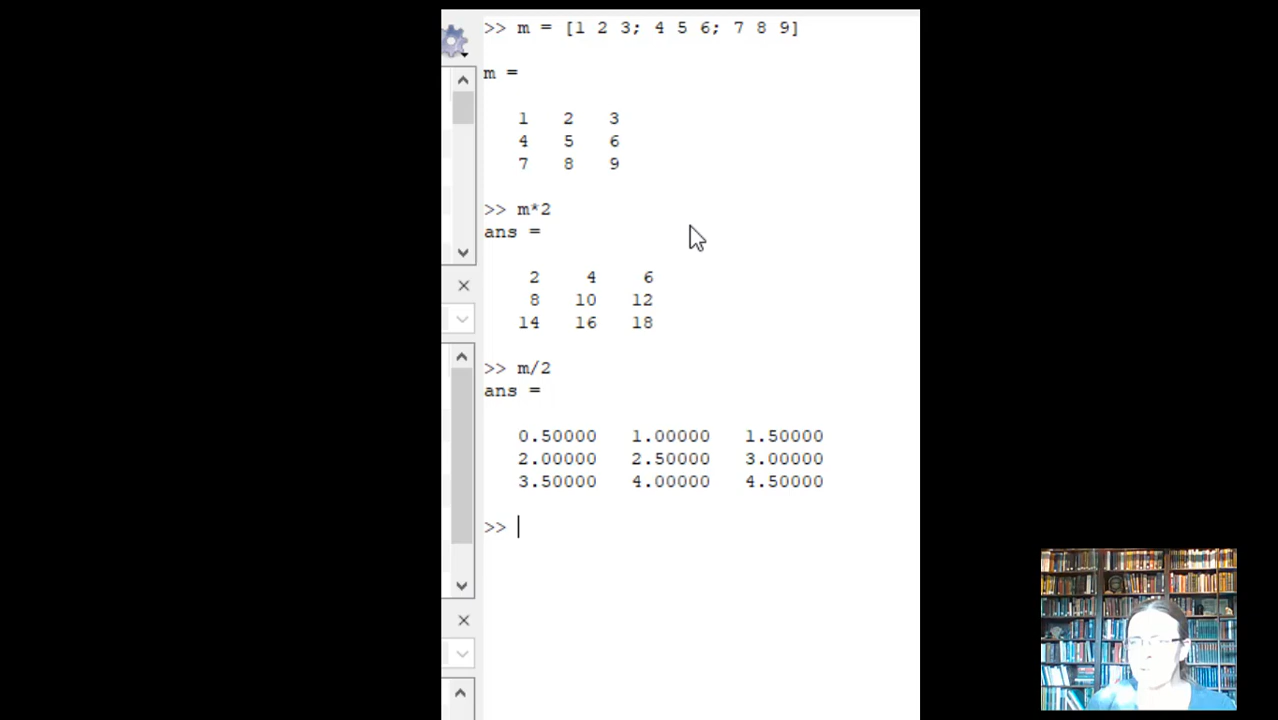 >> m = [1 2 3; 4 5 6; 7 8 9]
m =
1 2 3
4 5 6
7 8 9
>> m*2
ans =
2 4 6
8 10 12
14 16 18
>> m/2
ans =
0.50000 1.00000 1.50000
2.00000 2.50000 3.00000
3.50000 4.00000 4.50000
>>